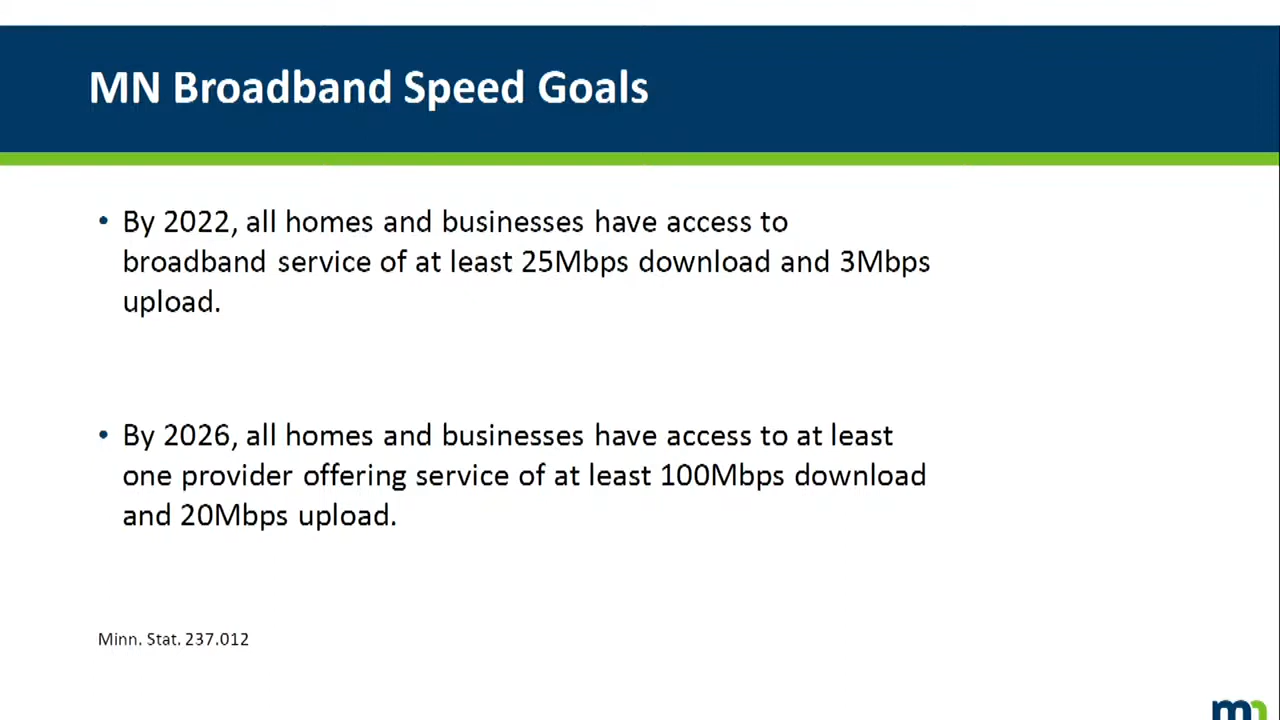 MN Broadband Speed Goals
• By 2022, all homes and businesses have access to
broadband service of at least 25Mbps download and 3Mbps
upload.
• By 2026, all homes and businesses have access to at least
one provider offering service of at least 100Mbps download
and 20Mbps upload.
Minn. Stat. 237.012
mn